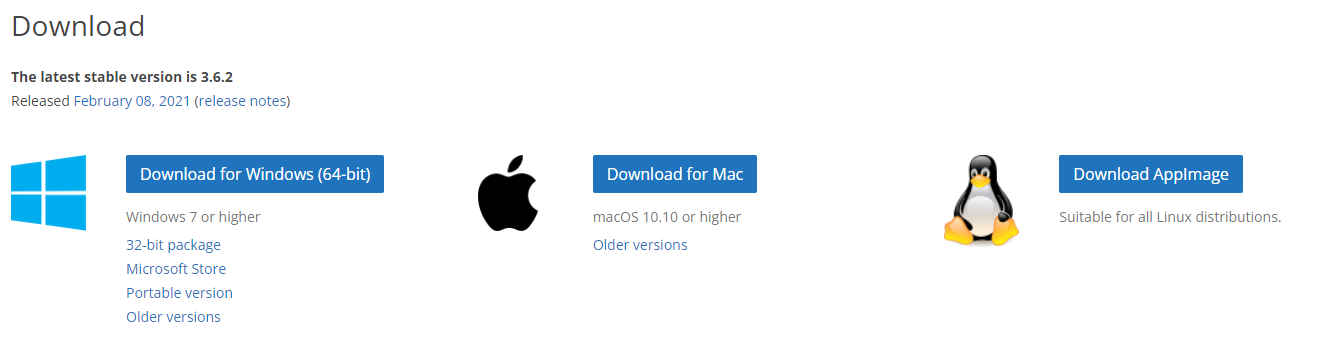 Download
The latest stable version is 3.6.2
Released February 08, 2021 (release notes)
Download for Windows (64-bit)
Windows 7 or higher
32-bit package
Microsoft Store
Portable version
Older versions
Download for Mac
macOS 10.10 or higher
Older versions
Download AppImage
Suitable for all Linux distributions.